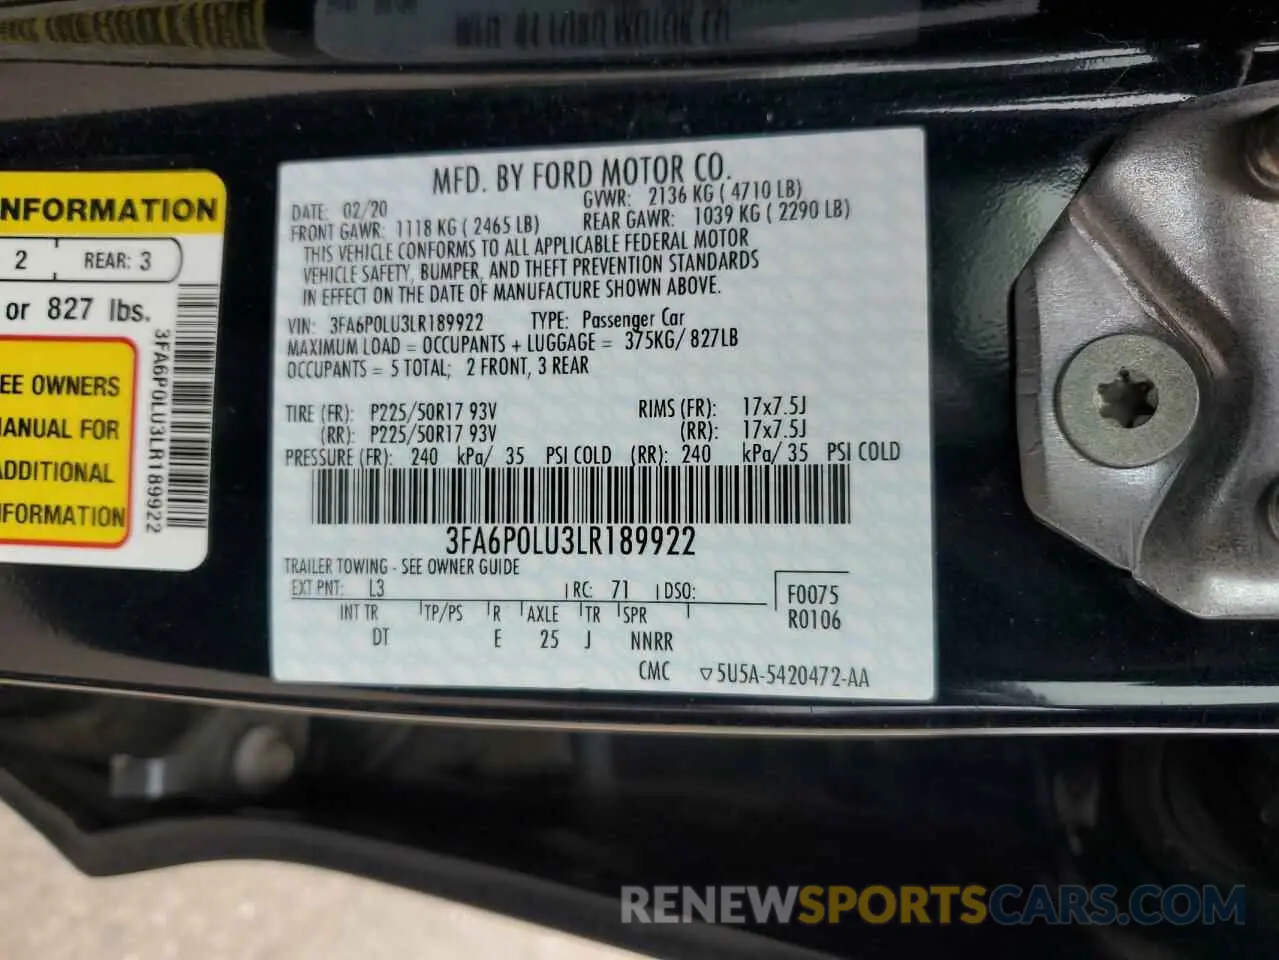 NFORMATION
2 REAR: 3
or 827 lbs.
EE OWNERS
MANUAL FOR
ADDITIONAL
NFORMATION
3FA6P0LU3LR189922
MFD. BY FORD MOTOR CO.
DATE: 02/20 GVWR: 2136 KG ( 4710 LB)
FRONT GAWR: 1118 KG ( 2465 LB) REAR GAWR: 1039 KG ( 2290 LB)
THIS VEHICLE CONFORMS TO ALL APPLICABLE FEDERAL MOTOR
VEHICLE SAFETY, BUMPER, AND THEFT PREVENTION STANDARDS
IN EFFECT ON THE DATE OF MANUFACTURE SHOWN ABOVE.
VIN: 3FA6P0LU3LR189922 TYPE: Passenger Car
MAXIMUM LOAD = OCCUPANTS + LUGGAGE = 375KG/ 827LB
OCCUPANTS = 5 TOTAL; 2 FRONT, 3 REAR
TIRE (FR): P225/50R17 93V RIMS (FR): 17x7.5J
(RR): P225/50R17 93V (RR): 17x7.5J
PRESSURE (FR): 240 kPa/ 35 PSI COLD (RR): 240 kPa/ 35 PSI COLD
3FA6P0LU3LR189922
TRAILER TOWING - SEE OWNER GUIDE
EXT PNT: L3 RC: 71 DSO: F0075
INT TR TP/PS R AXLE TR SPR R0106
DT E 25 J NNRR
CMC ▽5U5A-5420472-AA
RENEWSPORTSCARS.COM